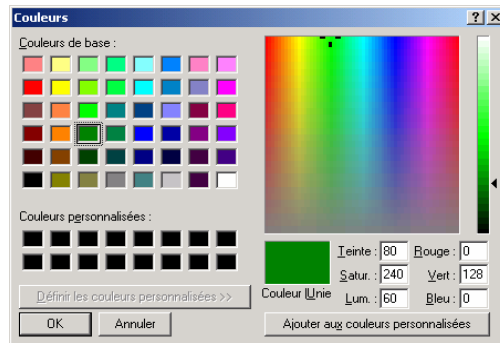 Couleurs
Couleurs de base :
Couleurs personnalisées :
Définir les couleurs personnalisées >>
OK
Annuler
Couleur|Unie
Teinte : 80
Satur. : 240
Lum. : 60
Rouge : 0
Vert : 128
Bleu : 0
Ajouter aux couleurs personnalisées